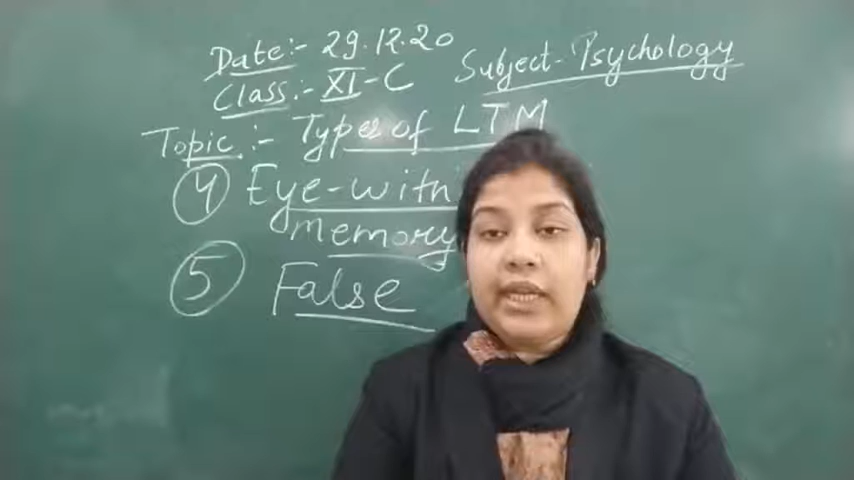 Date:- 29.12.20
Subject- Psychology
Class:- XI-C
Topic:- Types of LTM
④ Eye-witn
memory
⑤ False